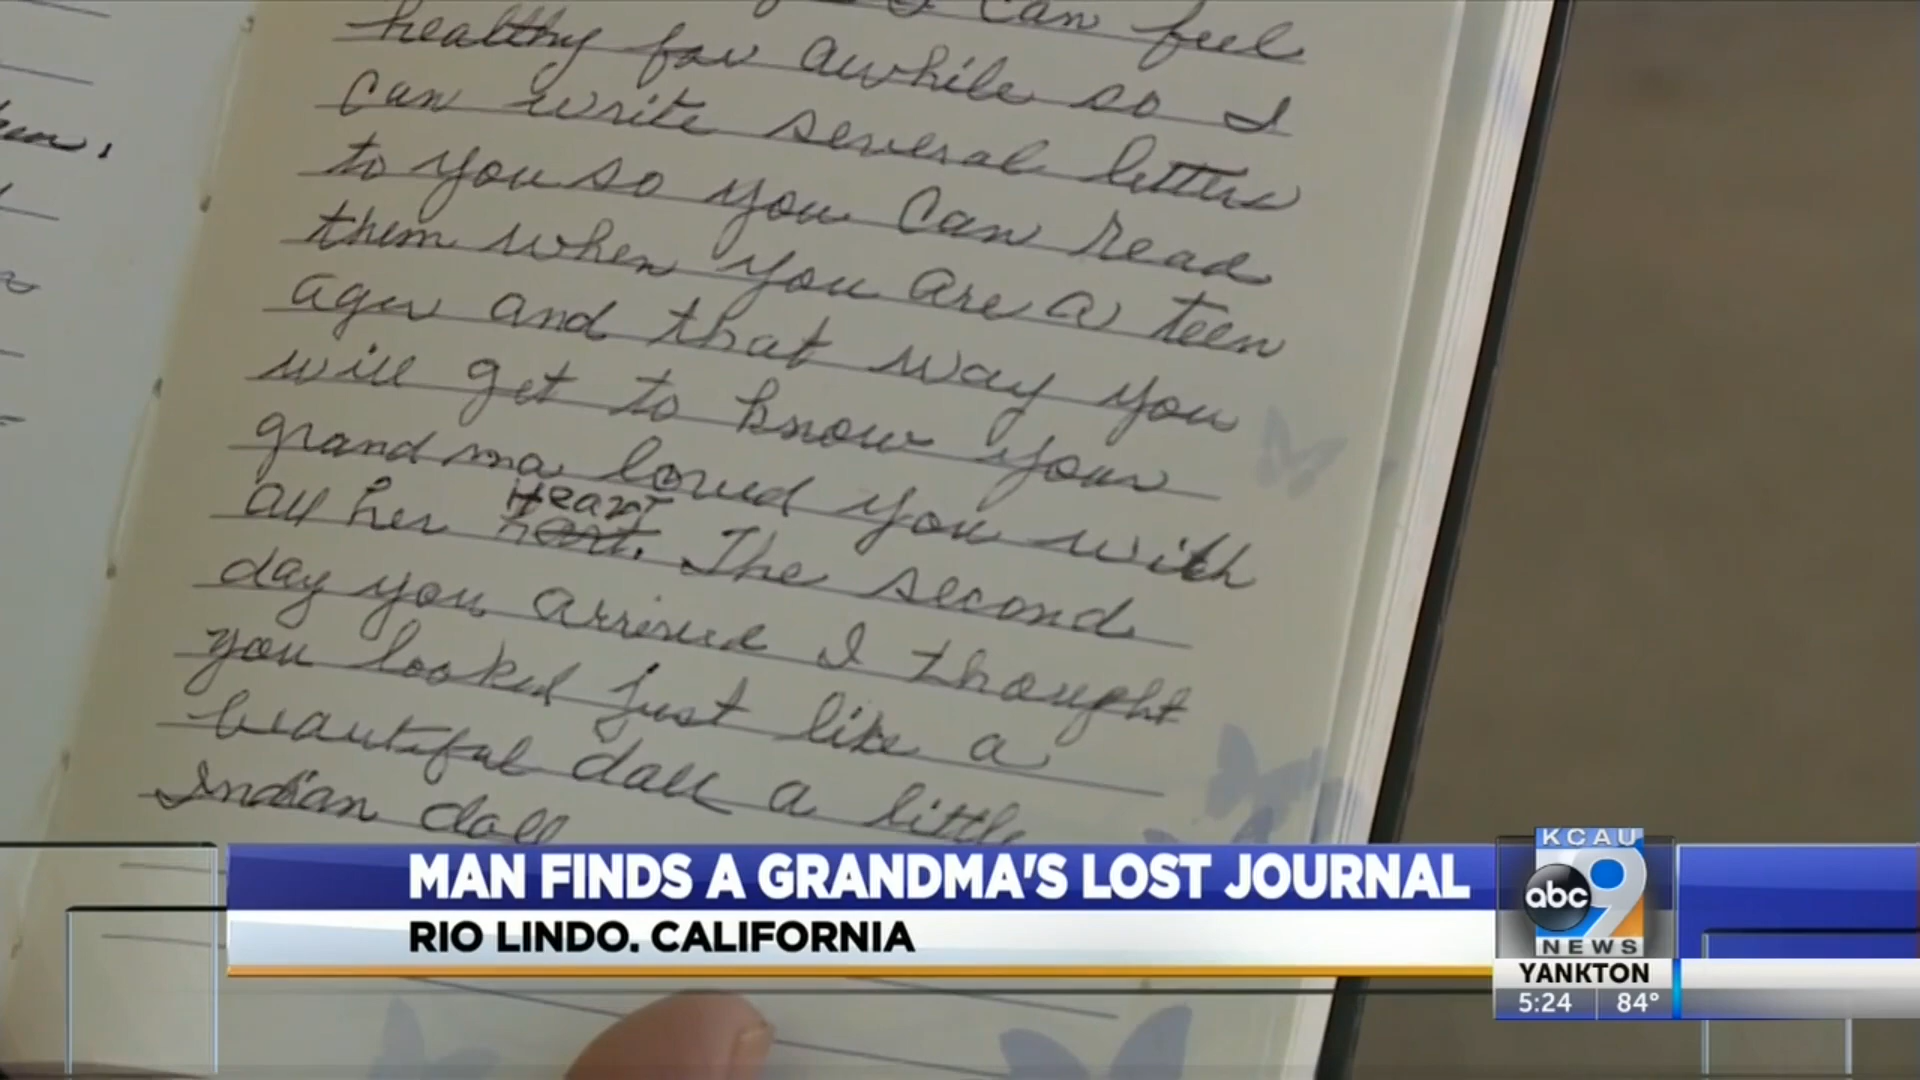 I can feel
healthy for awhile so I
can write several letters
to you so you can read
them when you are a teen
ager and that way you
will get to know your
grandma loved you with
Heart
all her heart. The second
day you arrived I thought
you looked just like a
beautiful doll a little
Indian doll
MAN FINDS A GRANDMA'S LOST JOURNAL
RIO LINDO. CALIFORNIA
KCAU
abc 9
NEWS
YANKTON
5:24 84°